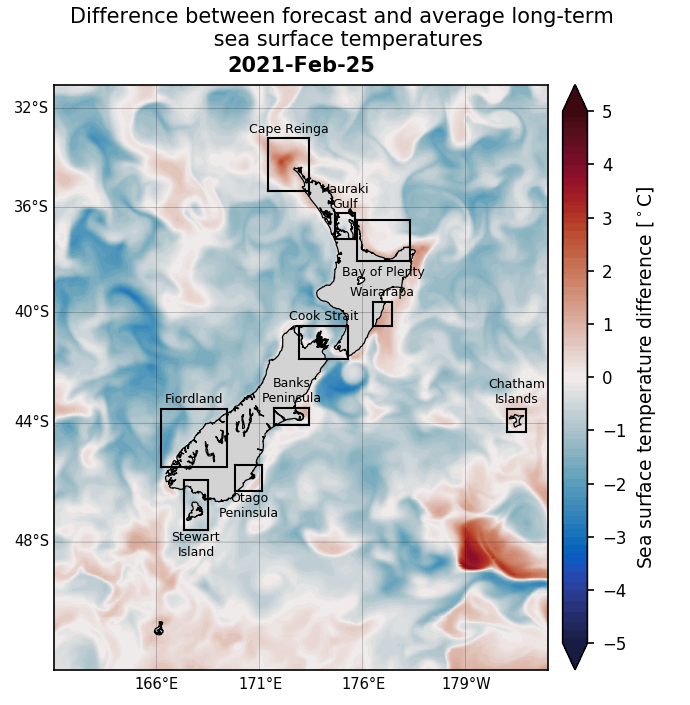 Difference between forecast and average long-term
sea surface temperatures
2021-Feb-25
32°S
36°S
40°S
44°S
48°S
166°E
171°E
176°E
179°W
Cape Reinga
Hauraki
Gulf
Bay of Plenty
Wairarapa
Cook Strait
Banks
Peninsula
Fiordland
Chatham
Islands
Otago
Peninsula
Stewart
Island
5
4
3
2
1
0
−1
−2
−3
−4
−5
Sea surface temperature difference [°C]